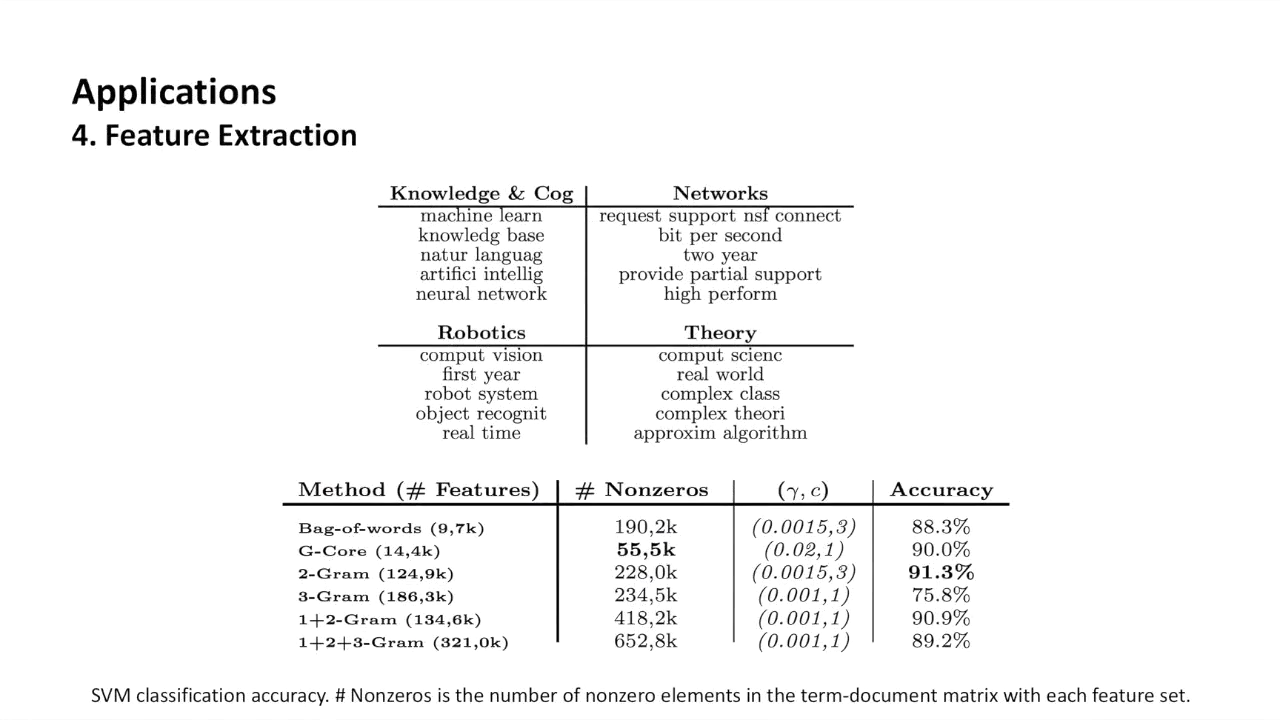 Applications
4. Feature Extraction
Knowledge & Cog Networks
machine learn request support nsf connect
knowledg base bit per second
natur languag two year
artifici intellig provide partial support
neural network high perform
Robotics Theory
comput vision comput scienc
first year real world
robot system complex class
object recognit complex theori
real time approxim algorithm
Method (# Features) # Nonzeros (γ, c) Accuracy
Bag-of-words (9,7k) 190,2k (0.0015,3) 88.3%
G-Core (14,4k) 55,5k (0.02,1) 90.0%
2-Gram (124,9k) 228,0k (0.0015,3) 91.3%
3-Gram (186,3k) 234,5k (0.001,1) 75.8%
1+2-Gram (134,6k) 418,2k (0.001,1) 90.9%
1+2+3-Gram (321,0k) 652,8k (0.001,1) 89.2%
SVM classification accuracy. # Nonzeros is the number of nonzero elements in the term-document matrix with each feature set.